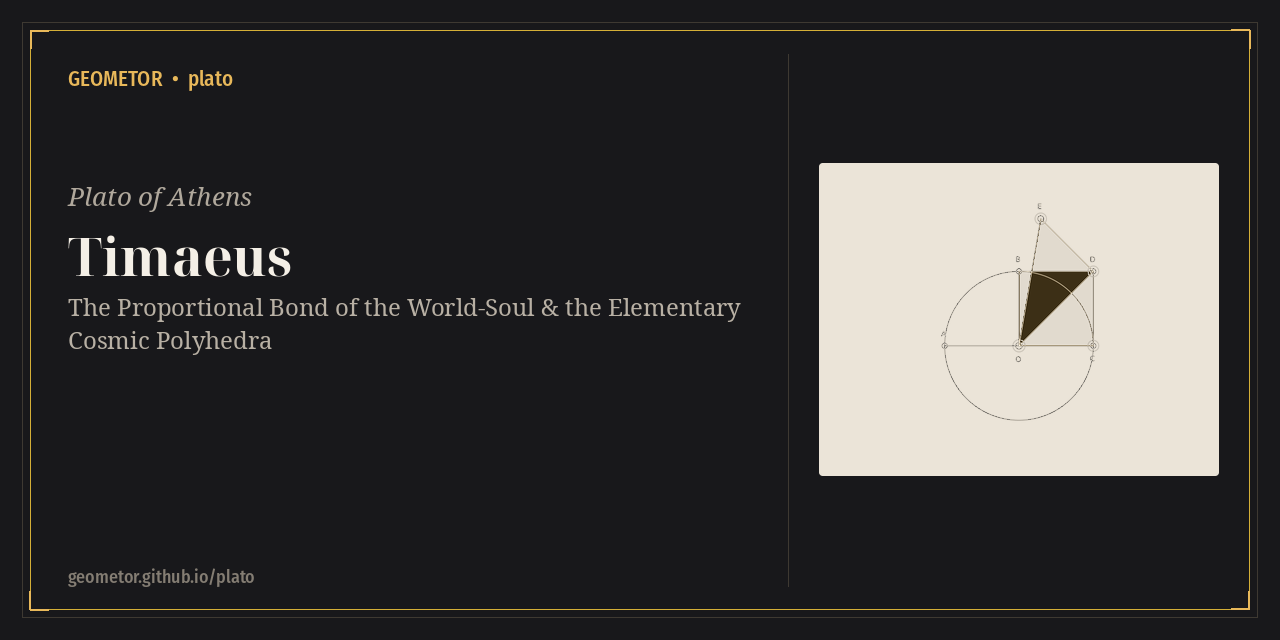 GEOMETOR • plato
Plato of Athens
Timaeus
The Proportional Bond of the World-Soul & the Elementary
Cosmic Polyhedra
E
B
D
A
O
C
geometor.github.io/plato